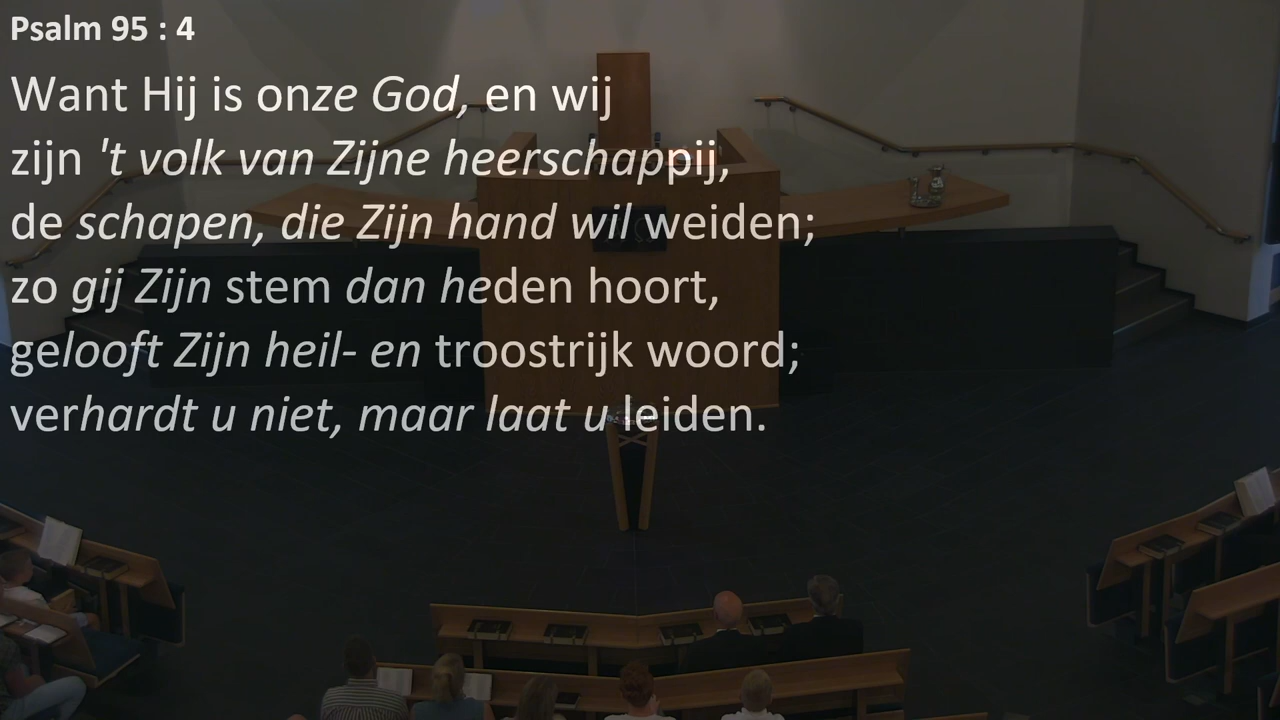 Psalm 95 : 4
Want Hij is onze God, en wij
zijn 't volk van Zijne heerschappij,
de schapen, die Zijn hand wil weiden;
zo gij Zijn stem dan heden hoort,
gelooft Zijn heil- en troostrijk woord;
verhardt u niet, maar laat u leiden.